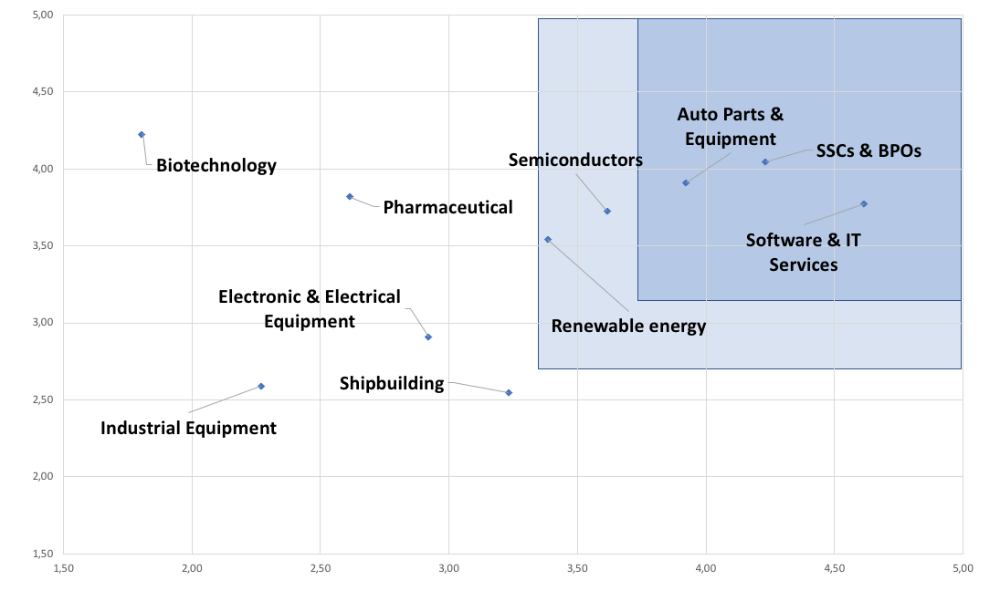 5,00
4,50
4,00
3,50
3,00
2,50
2,00
1,50
1,50 2,00 2,50 3,00 3,50 4,00 4,50 5,00
Auto Parts &
Equipment
SSCs & BPOs
Semiconductors
Biotechnology
Pharmaceutical
Software & IT
Services
Electronic & Electrical
Equipment
Renewable energy
Shipbuilding
Industrial Equipment